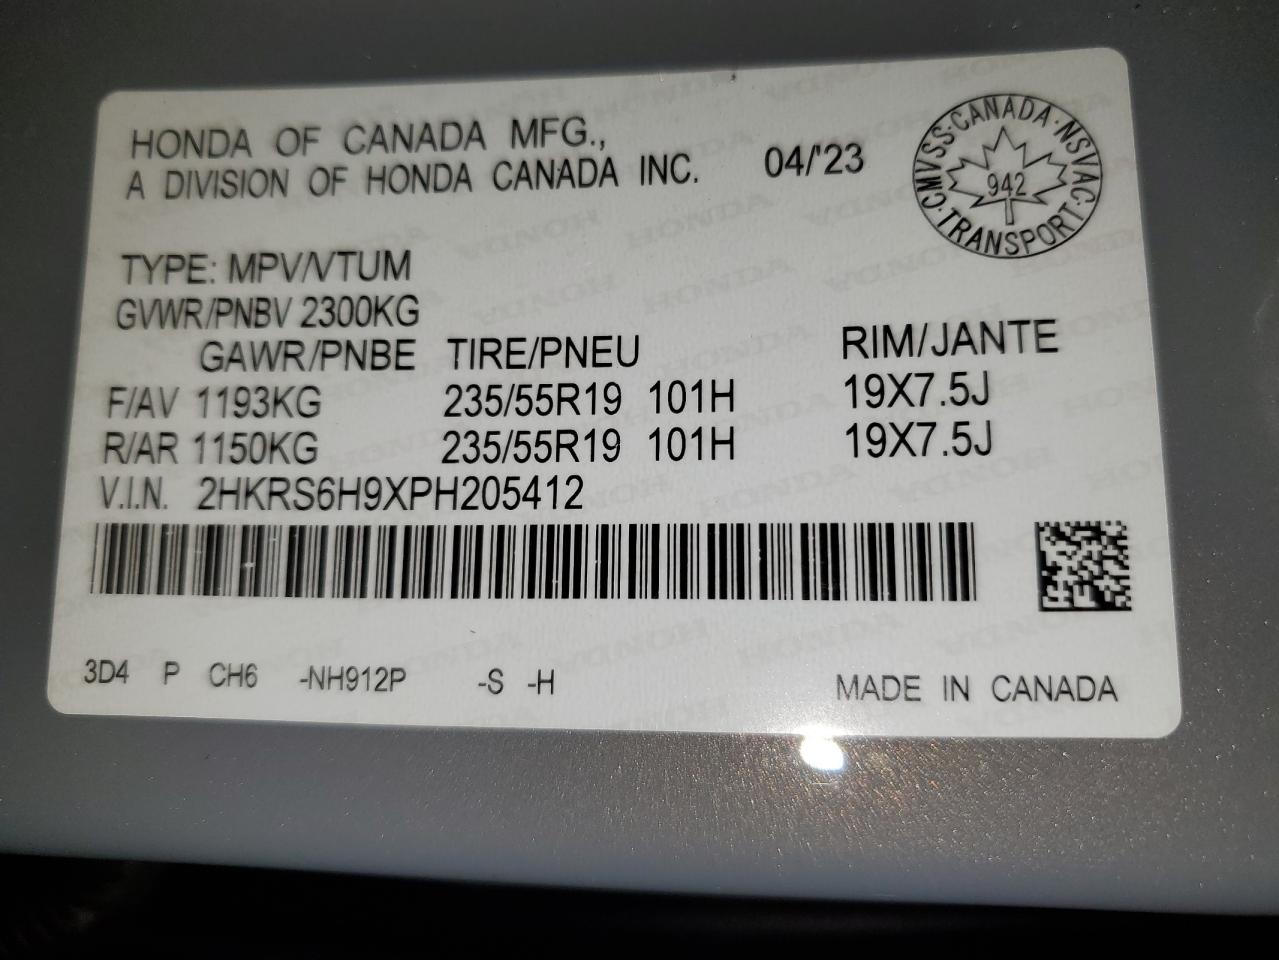 HONDA OF CANADA MFG.,
A DIVISION OF HONDA CANADA INC. 04/'23
CMVSS·CANADA·NSVAC·TRANSPORT·
942
TYPE: MPV/VTUM
GVWR/PNBV 2300KG
GAWR/PNBE TIRE/PNEU RIM/JANTE
F/AV 1193KG 235/55R19 101H 19X7.5J
R/AR 1150KG 235/55R19 101H 19X7.5J
V.I.N. 2HKRS6H9XPH205412
3D4 P CH6 -NH912P -S -H MADE IN CANADA